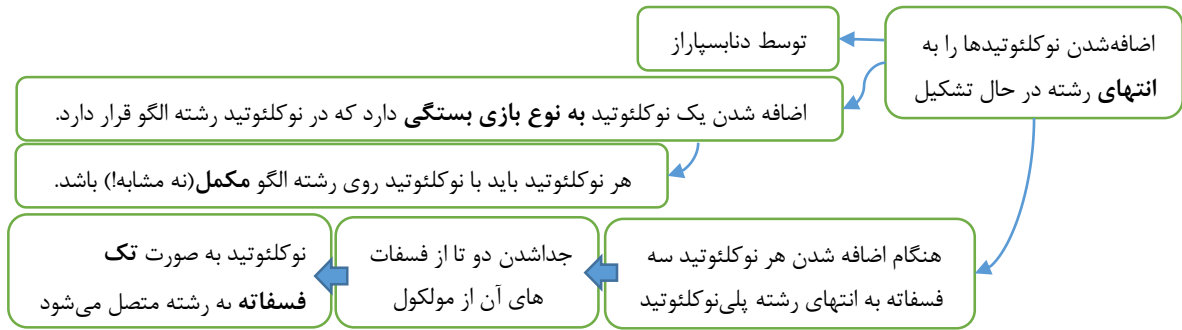 اضافه‌شدن نوکلئوتیدها را به
انتهای رشته در حال تشکیل
توسط دنابسپاراز
اضافه شدن یک نوکلئوتید به نوع بازی بستگی دارد که در نوکلئوتید رشته الگو قرار دارد.
هر نوکلئوتید باید با نوکلئوتید روی رشته الگو مکمل(نه مشابه!) باشد.
هنگام اضافه شدن هر نوکلئوتید سه
فسفاته به انتهای رشته پلی‌نوکلئوتید
جداشدن دو تا از فسفات
های آن از مولکول
نوکلئوتید به صورت تک
فسفاته به رشته متصل می‌شود